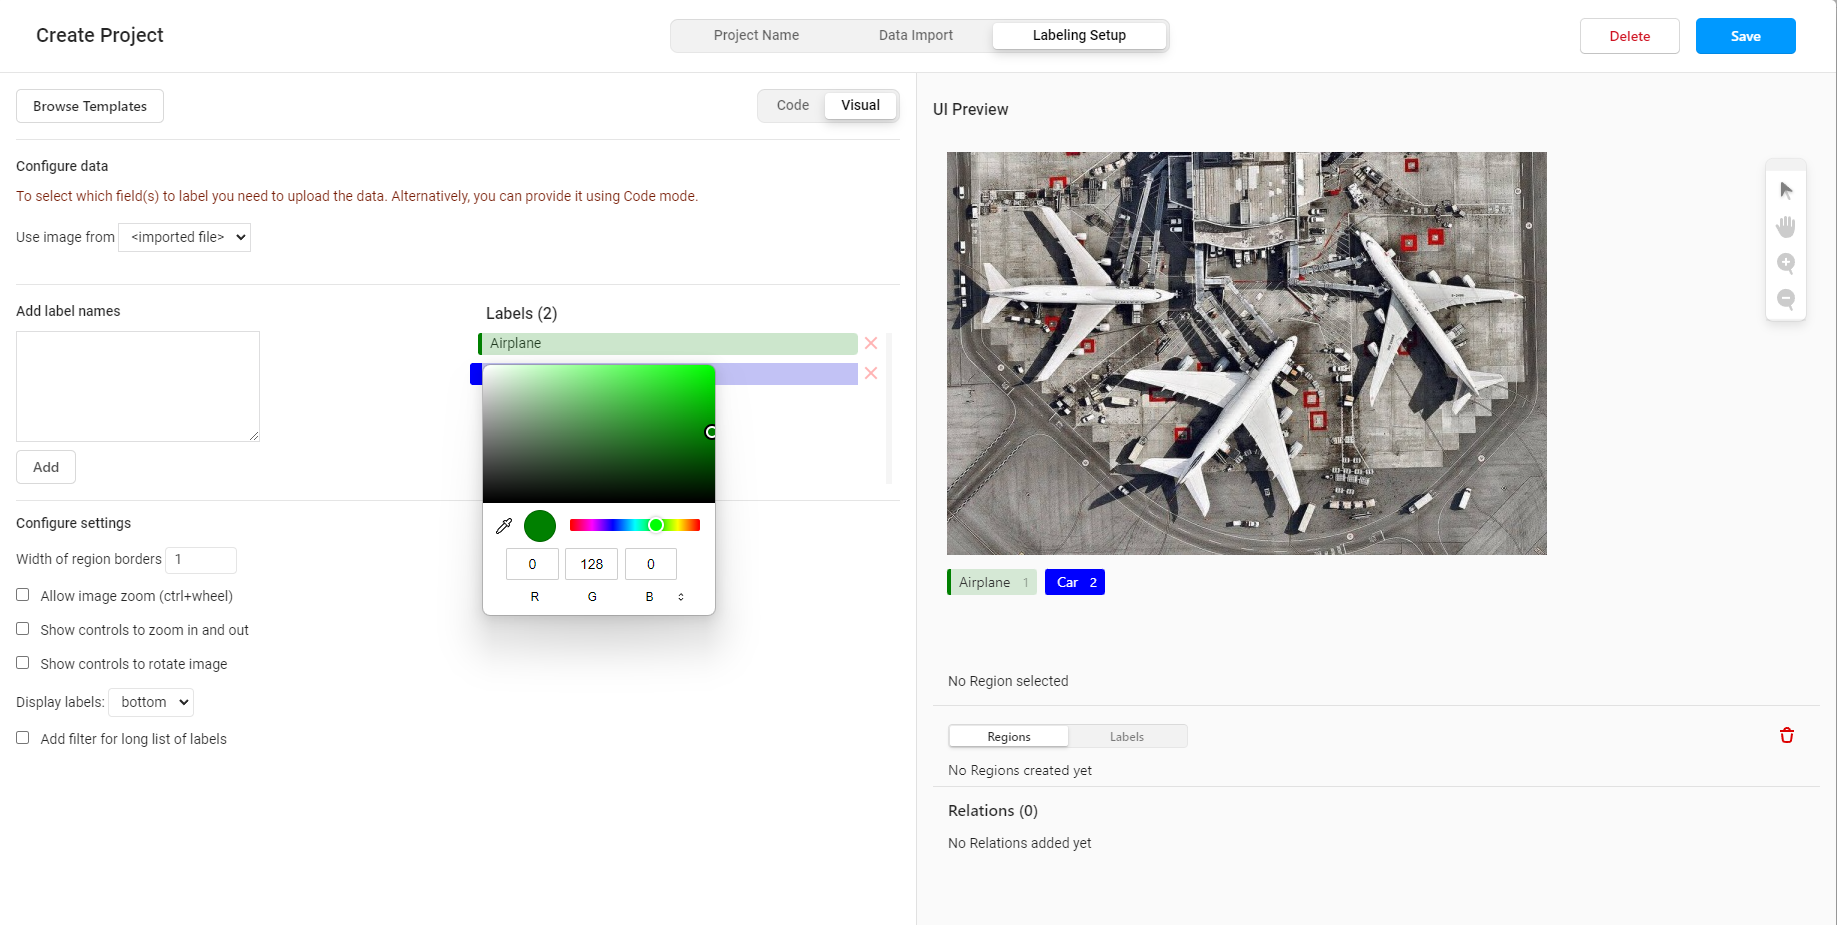 Create Project
Project Name
Data Import
Labeling Setup
Delete
Save
Browse Templates
Code
Visual
Configure data
To select which field(s) to label you need to upload the data. Alternatively, you can provide it using Code mode.
Use image from <imported file>
Add label names
Add
Labels (2)
Airplane
0 128 0
R G B
Configure settings
Width of region borders 1
Allow image zoom (ctrl+wheel)
Show controls to zoom in and out
Show controls to rotate image
Display labels: bottom
Add filter for long list of labels
UI Preview
Airplane 1
Car 2
No Region selected
Regions
Labels
No Regions created yet
Relations (0)
No Relations added yet